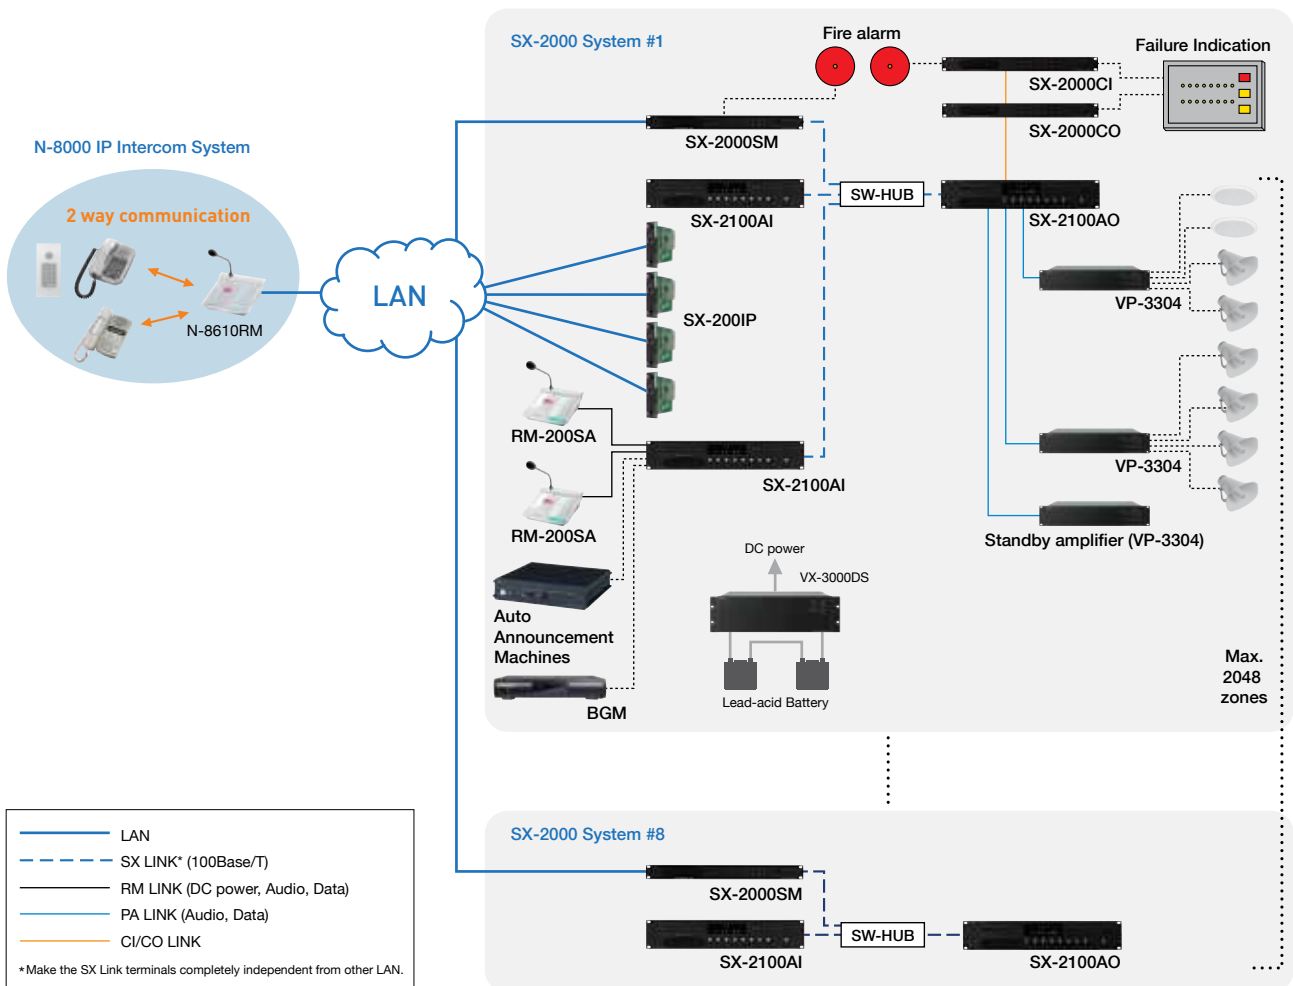 SX-2000 System #1
Fire alarm
Failure Indication
SX-2000CI
SX-2000CO
SX-2000SM
N-8000 IP Intercom System
2 way communication
N-8610RM
LAN
SX-2100AI
SW-HUB
SX-2100AO
SX-200IP
VP-3304
RM-200SA
SX-2100AI
VP-3304
RM-200SA
Standby amplifier (VP-3304)
DC power
VX-3000DS
Auto
Announcement
Machines
Lead-acid Battery
BGM
Max.
2048
zones
SX-2000 System #8
SX-2000SM
SX-2100AI
SW-HUB
SX-2100AO
LAN
SX LINK* (100Base/T)
RM LINK (DC power, Audio, Data)
PA LINK (Audio, Data)
CI/CO LINK
*Make the SX Link terminals completely independent from other LAN.